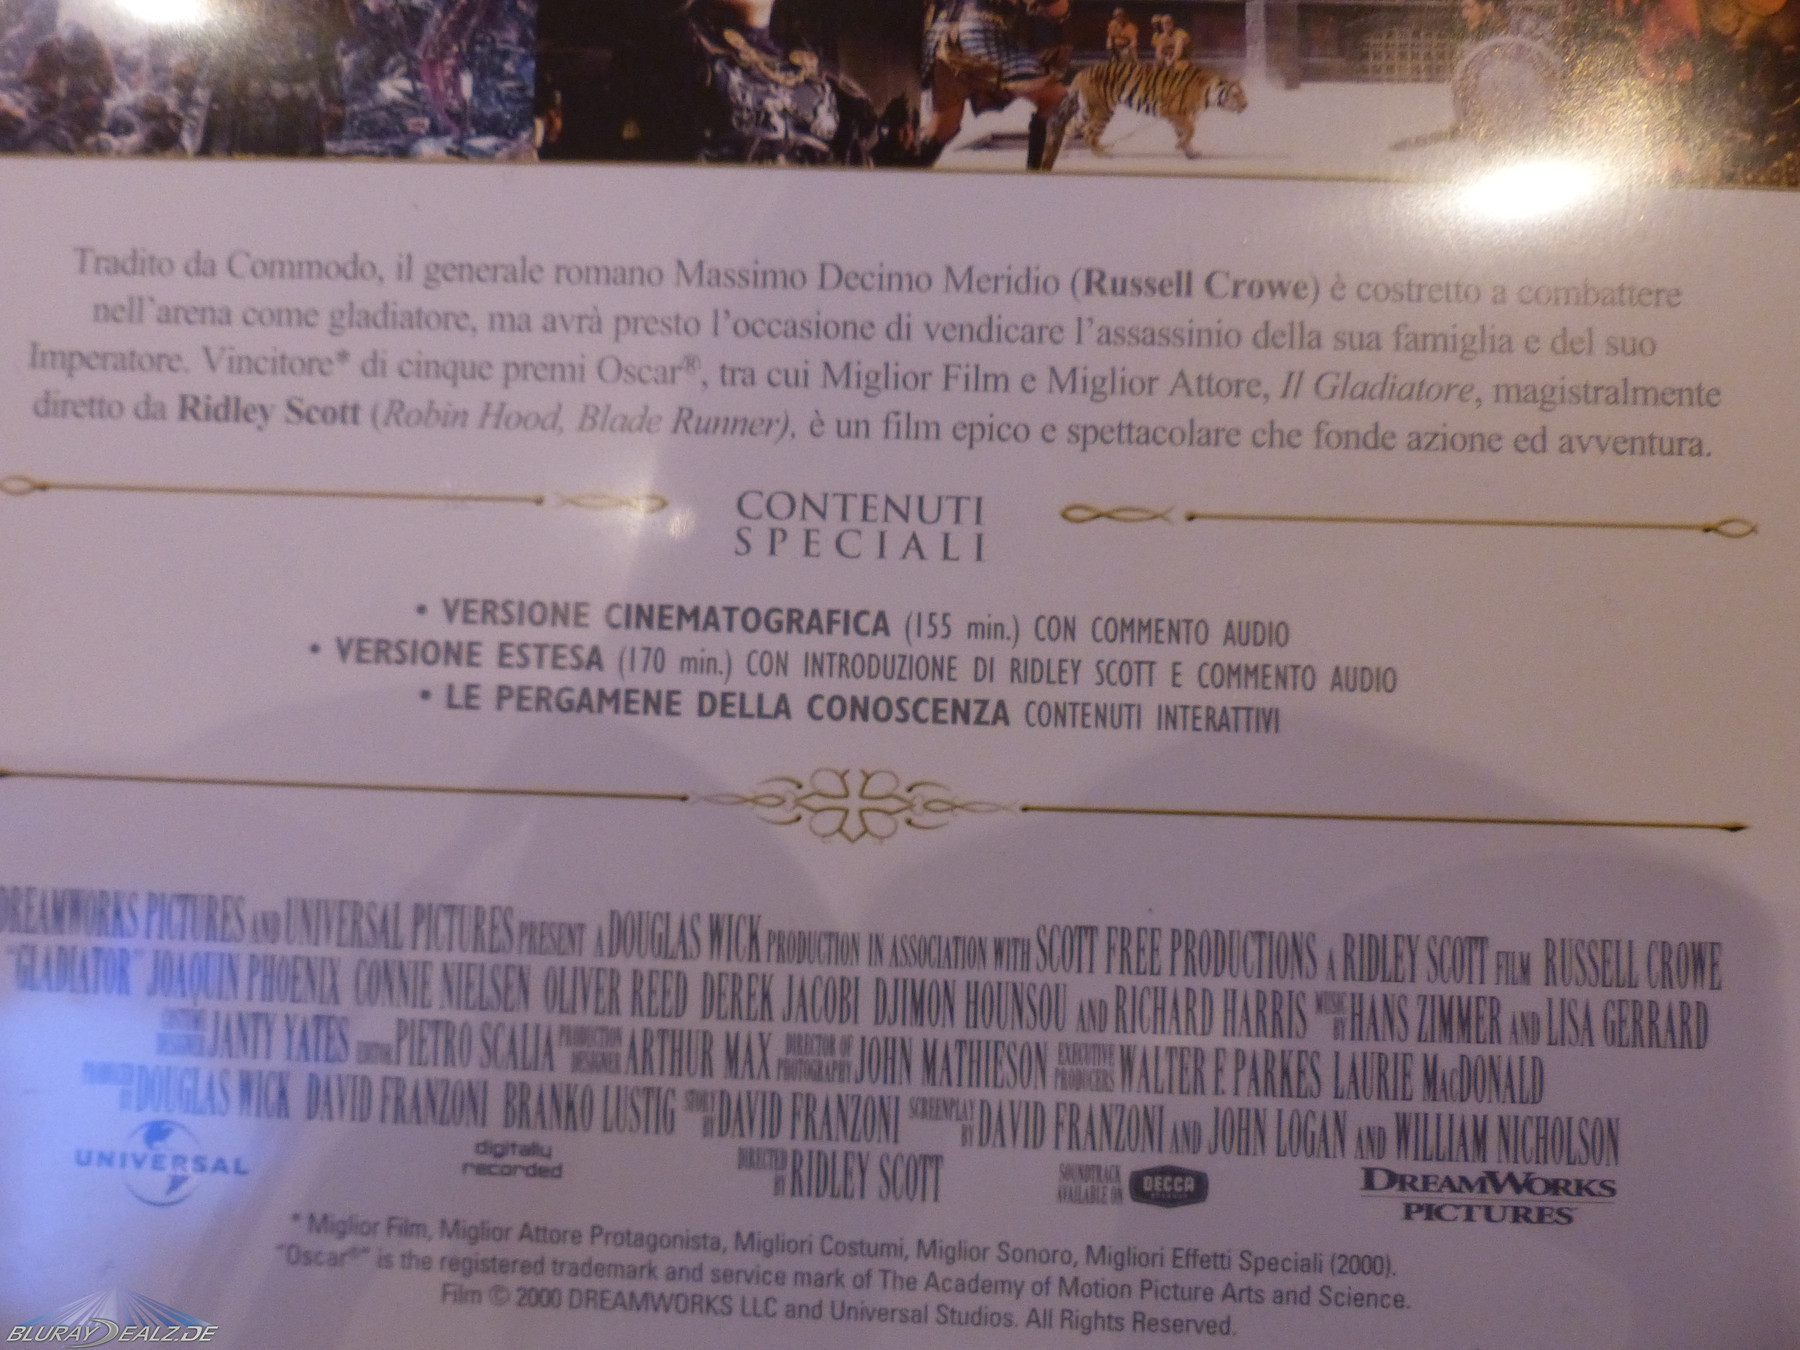 Tradito da Commodo, il generale romano Massimo Decimo Meridio (Russell Crowe) è costretto a combattere
nell'arena come gladiatore, ma avrà presto l'occasione di vendicare l'assassinio della sua famiglia e del suo
Imperatore. Vincitore* di cinque premi Oscar®, tra cui Miglior Film e Miglior Attore, Il Gladiatore, magistralmente
diretto da Ridley Scott (Robin Hood, Blade Runner), è un film epico e spettacolare che fonde azione ed avventura.
CONTENUTI
SPECIALI
• VERSIONE CINEMATOGRAFICA (155 min.) CON COMMENTO AUDIO
• VERSIONE ESTESA (170 min.) CON INTRODUZIONE DI RIDLEY SCOTT E COMMENTO AUDIO
• LE PERGAMENE DELLA CONOSCENZA CONTENUTI INTERATTIVI
DREAMWORKS PICTURES AND UNIVERSAL PICTURES PRESENT A DOUGLAS WICK PRODUCTION IN ASSOCIATION WITH SCOTT FREE PRODUCTIONS A RIDLEY SCOTT FILM RUSSELL CROWE
"GLADIATOR" JOAQUIN PHOENIX CONNIE NIELSEN OLIVER REED DEREK JACOBI DJIMON HOUNSOU AND RICHARD HARRIS MUSIC BY HANS ZIMMER AND LISA GERRARD
COSTUME DESIGNER JANTY YATES EDITOR PIETRO SCALIA PRODUCTION DESIGNER ARTHUR MAX DIRECTOR OF PHOTOGRAPHY JOHN MATHIESON EXECUTIVE PRODUCERS WALTER F. PARKES LAURIE MACDONALD
PRODUCED BY DOUGLAS WICK DAVID FRANZONI BRANKO LUSTIG STORY BY DAVID FRANZONI SCREENPLAY BY DAVID FRANZONI AND JOHN LOGAN AND WILLIAM NICHOLSON
UNIVERSAL
digitally
recorded
DIRECTED BY RIDLEY SCOTT
SOUNDTRACK AVAILABLE ON DECCA
DREAMWORKS
PICTURES
* Miglior Film, Miglior Attore Protagonista, Migliori Costumi, Miglior Sonoro, Migliori Effetti Speciali (2000).
"Oscar®" is the registered trademark and service mark of The Academy of Motion Picture Arts and Science.
Film © 2000 DREAMWORKS LLC and Universal Studios. All Rights Reserved.
BLURAYDEALZ.DE